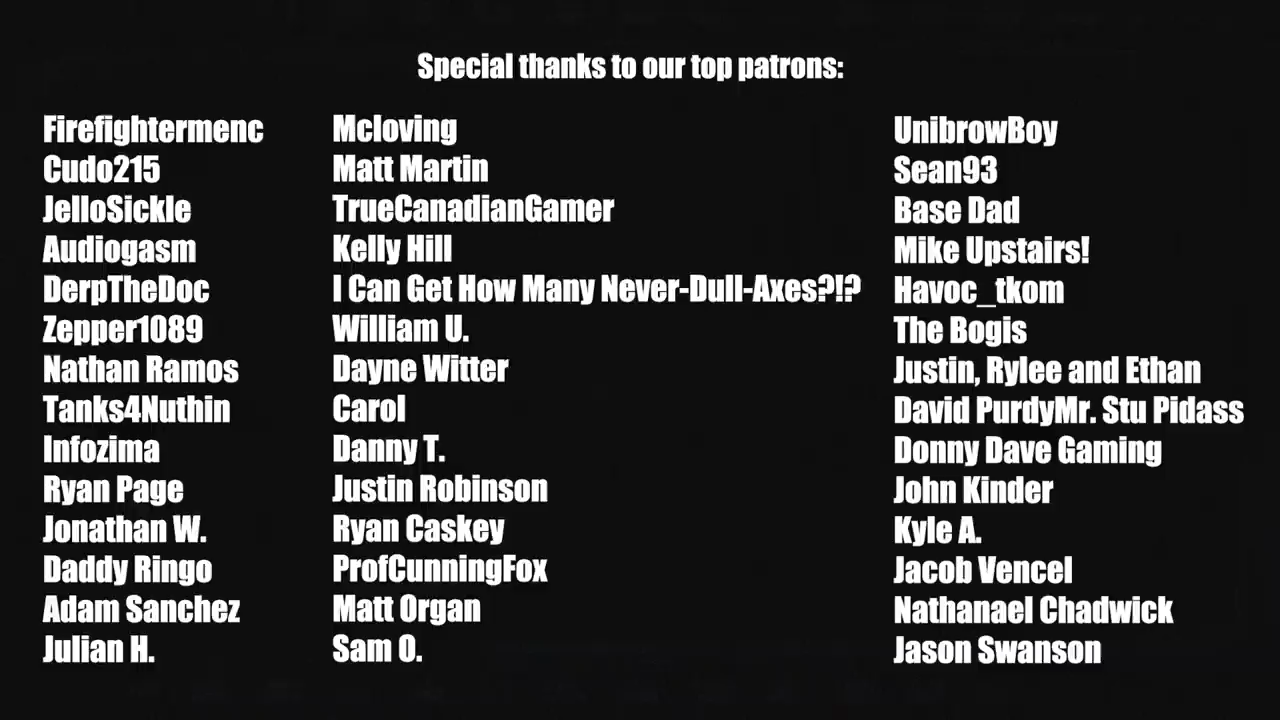 Special thanks to our top patrons:
Firefightermenc
Cudo215
JelloSickle
Audiogasm
DerpTheDoc
Zepper1089
Nathan Ramos
Tanks4Nuthin
Infozima
Ryan Page
Jonathan W.
Daddy Ringo
Adam Sanchez
Julian H.
Mcloving
Matt Martin
TrueCanadianGamer
Kelly Hill
I Can Get How Many Never-Dull-Axes?!?
William U.
Dayne Witter
Carol
Danny T.
Justin Robinson
Ryan Caskey
ProfCunningFox
Matt Organ
Sam O.
UnibrowBoy
Sean93
Base Dad
Mike Upstairs!
Havoc_tkom
The Bogis
Justin, Rylee and Ethan
David PurdyMr. Stu Pidass
Donny Dave Gaming
John Kinder
Kyle A.
Jacob Vencel
Nathanael Chadwick
Jason Swanson